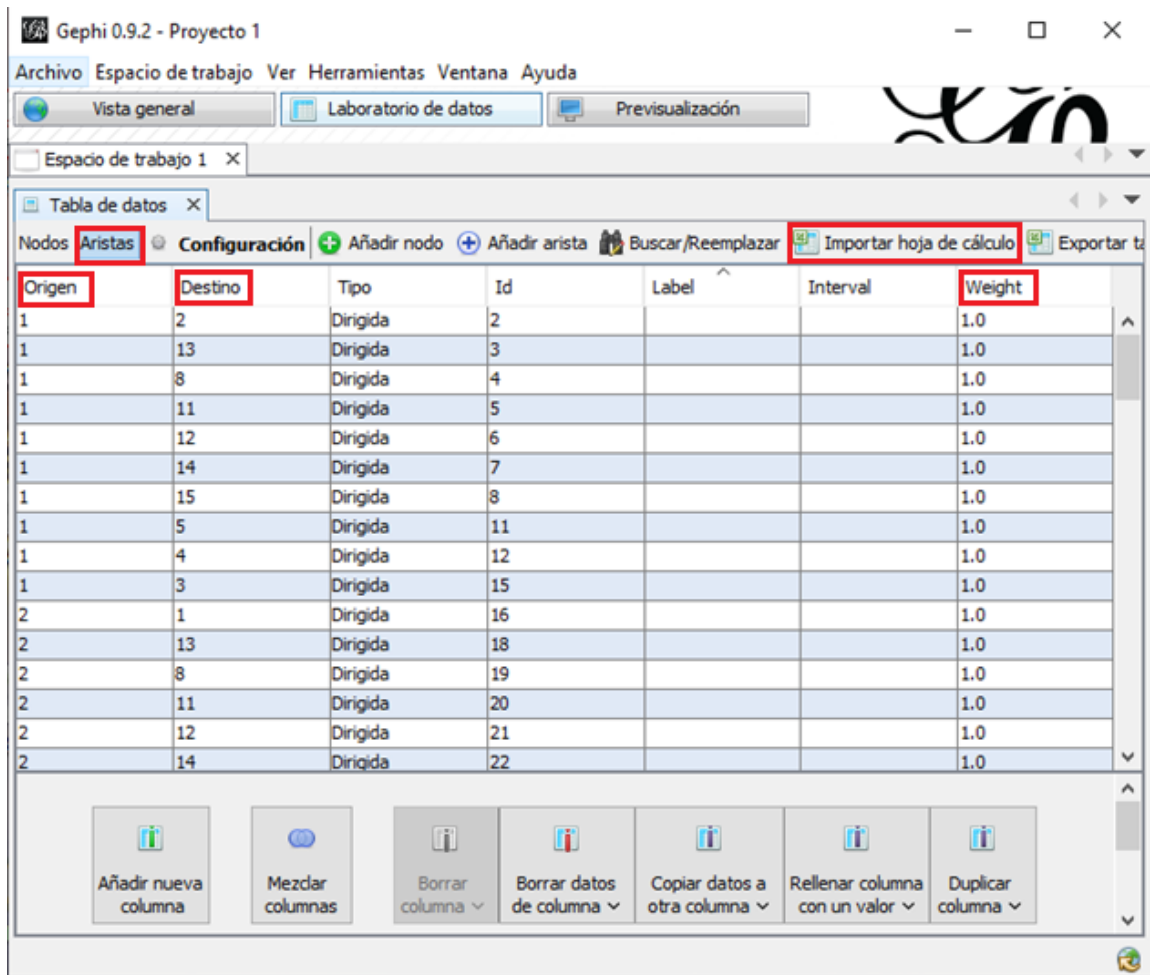 Gephi 0.9.2 - Proyecto 1
Archivo Espacio de trabajo Ver Herramientas Ventana Ayuda
Vista general Laboratorio de datos Previsualización
Espacio de trabajo 1
Tabla de datos
Nodos Aristas Configuración Añadir nodo Añadir arista Buscar/Reemplazar Importar hoja de cálculo Exportar ta
Origen Destino Tipo Id Label Interval Weight
1 2 Dirigida 2 1.0
1 13 Dirigida 3 1.0
1 8 Dirigida 4 1.0
1 11 Dirigida 5 1.0
1 12 Dirigida 6 1.0
1 14 Dirigida 7 1.0
1 15 Dirigida 8 1.0
1 5 Dirigida 11 1.0
1 4 Dirigida 12 1.0
1 3 Dirigida 15 1.0
2 1 Dirigida 16 1.0
2 13 Dirigida 18 1.0
2 8 Dirigida 19 1.0
2 11 Dirigida 20 1.0
2 12 Dirigida 21 1.0
2 14 Dirigida 22 1.0
Añadir nueva columna
Mezclar columnas
Borrar columna
Borrar datos de columna
Copiar datos a otra columna
Rellenar columna con un valor
Duplicar columna